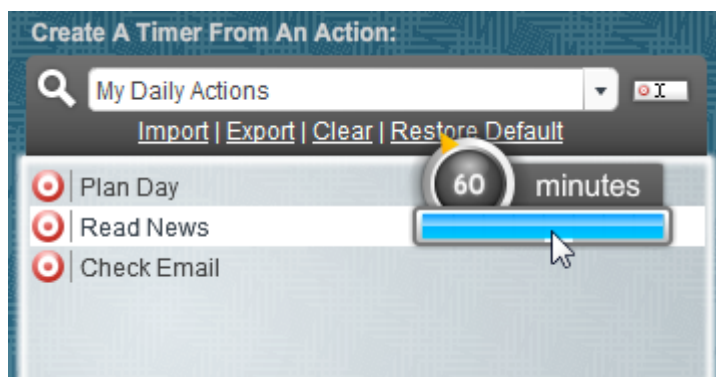 Create A Timer From An Action:
My Daily Actions
Import | Export | Clear | Restore Default
Plan Day
60 minutes
Read News
Check Email